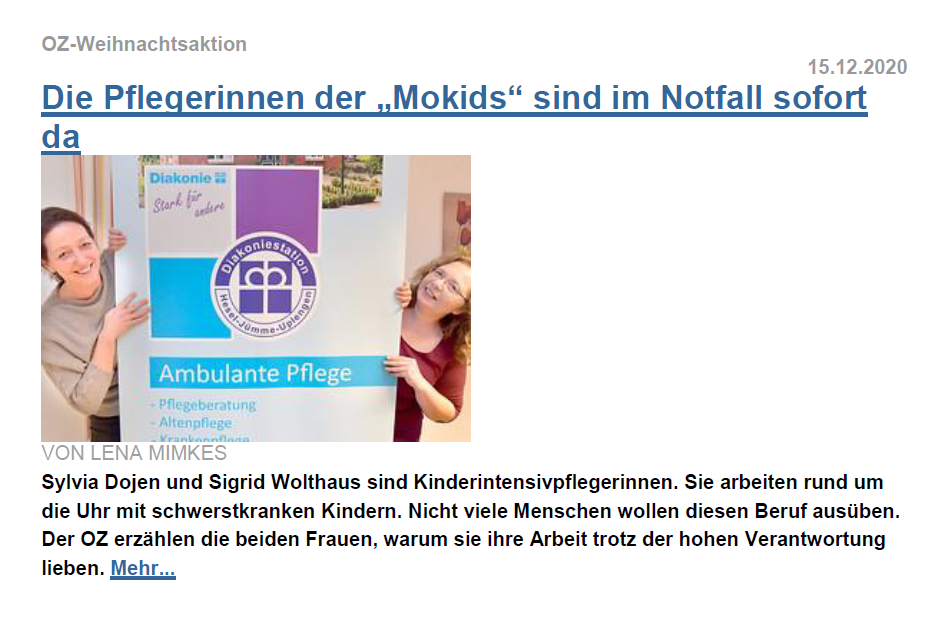 OZ-Weihnachtsaktion
15.12.2020
Die Pflegerinnen der „Mokids“ sind im Notfall sofort
da
Diakonie
Stark für
andere
Diakoniestation
Hesel-Jümme-Uplengen
Ambulante Pflege
- Pflegeberatung
- Altenpflege
- Krankenpflege
VON LENA MIMKES
Sylvia Dojen und Sigrid Wolthaus sind Kinderintensivpflegerinnen. Sie arbeiten rund um
die Uhr mit schwerstkranken Kindern. Nicht viele Menschen wollen diesen Beruf ausüben.
Der OZ erzählen die beiden Frauen, warum sie ihre Arbeit trotz der hohen Verantwortung
lieben. Mehr...